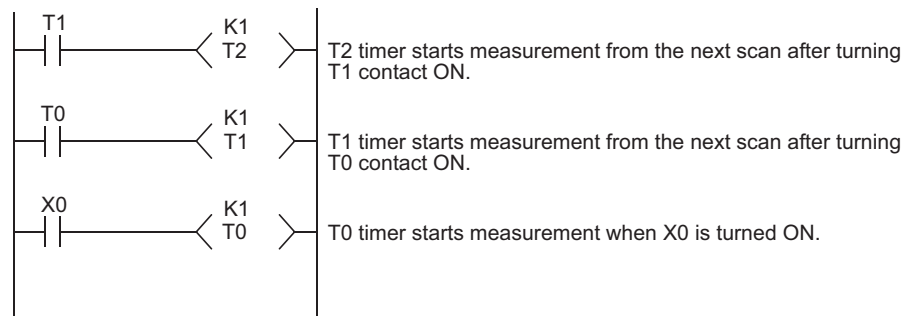 T1
K1
T2
T2 timer starts measurement from the next scan after turning
T1 contact ON.
T0
K1
T1
T1 timer starts measurement from the next scan after turning
T0 contact ON.
X0
K1
T0
T0 timer starts measurement when X0 is turned ON.